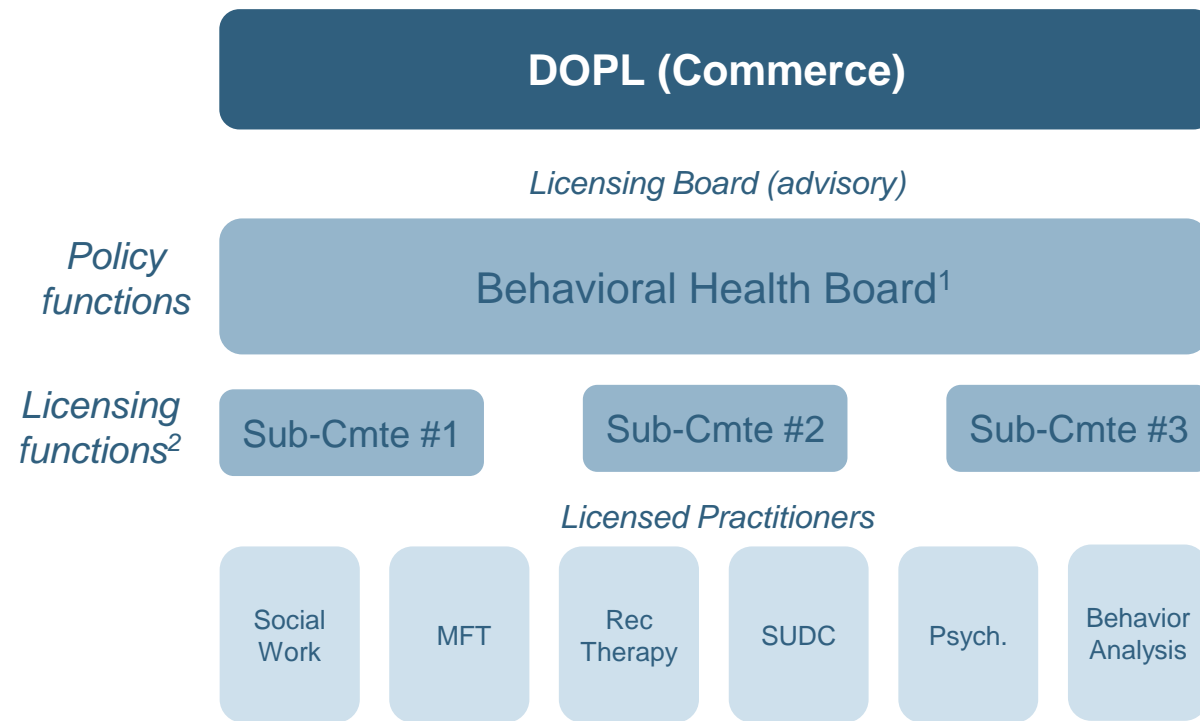 DOPL (Commerce)
Licensing Board (advisory)
Policy
functions
Behavioral Health Board1
Licensing
functions2
Sub-Cmte #1
Sub-Cmte #2
Sub-Cmte #3
Licensed Practitioners
Social
Work
MFT
Rec
Therapy
SUDC
Psych.
Behavior
Analysis